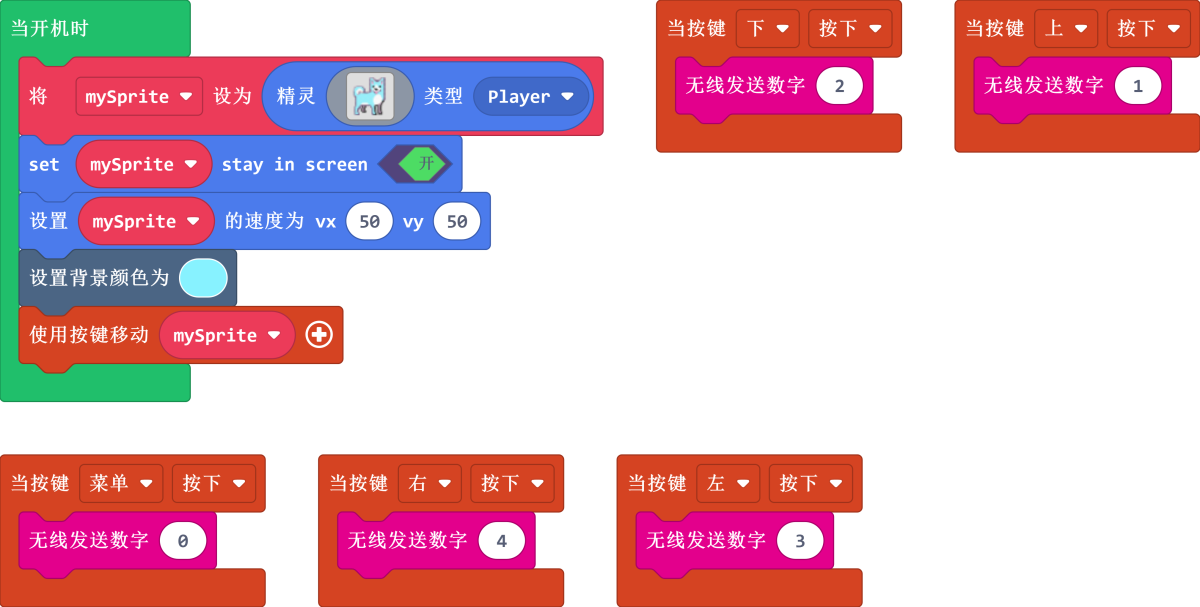 当开机时
将 mySprite 设为 精灵 类型 Player
set mySprite stay in screen 开
设置 mySprite 的速度为 vx 50 vy 50
设置背景颜色为
使用按键移动 mySprite
当按键 下 按下
无线发送数字 2
当按键 上 按下
无线发送数字 1
当按键 菜单 按下
无线发送数字 0
当按键 右 按下
无线发送数字 4
当按键 左 按下
无线发送数字 3